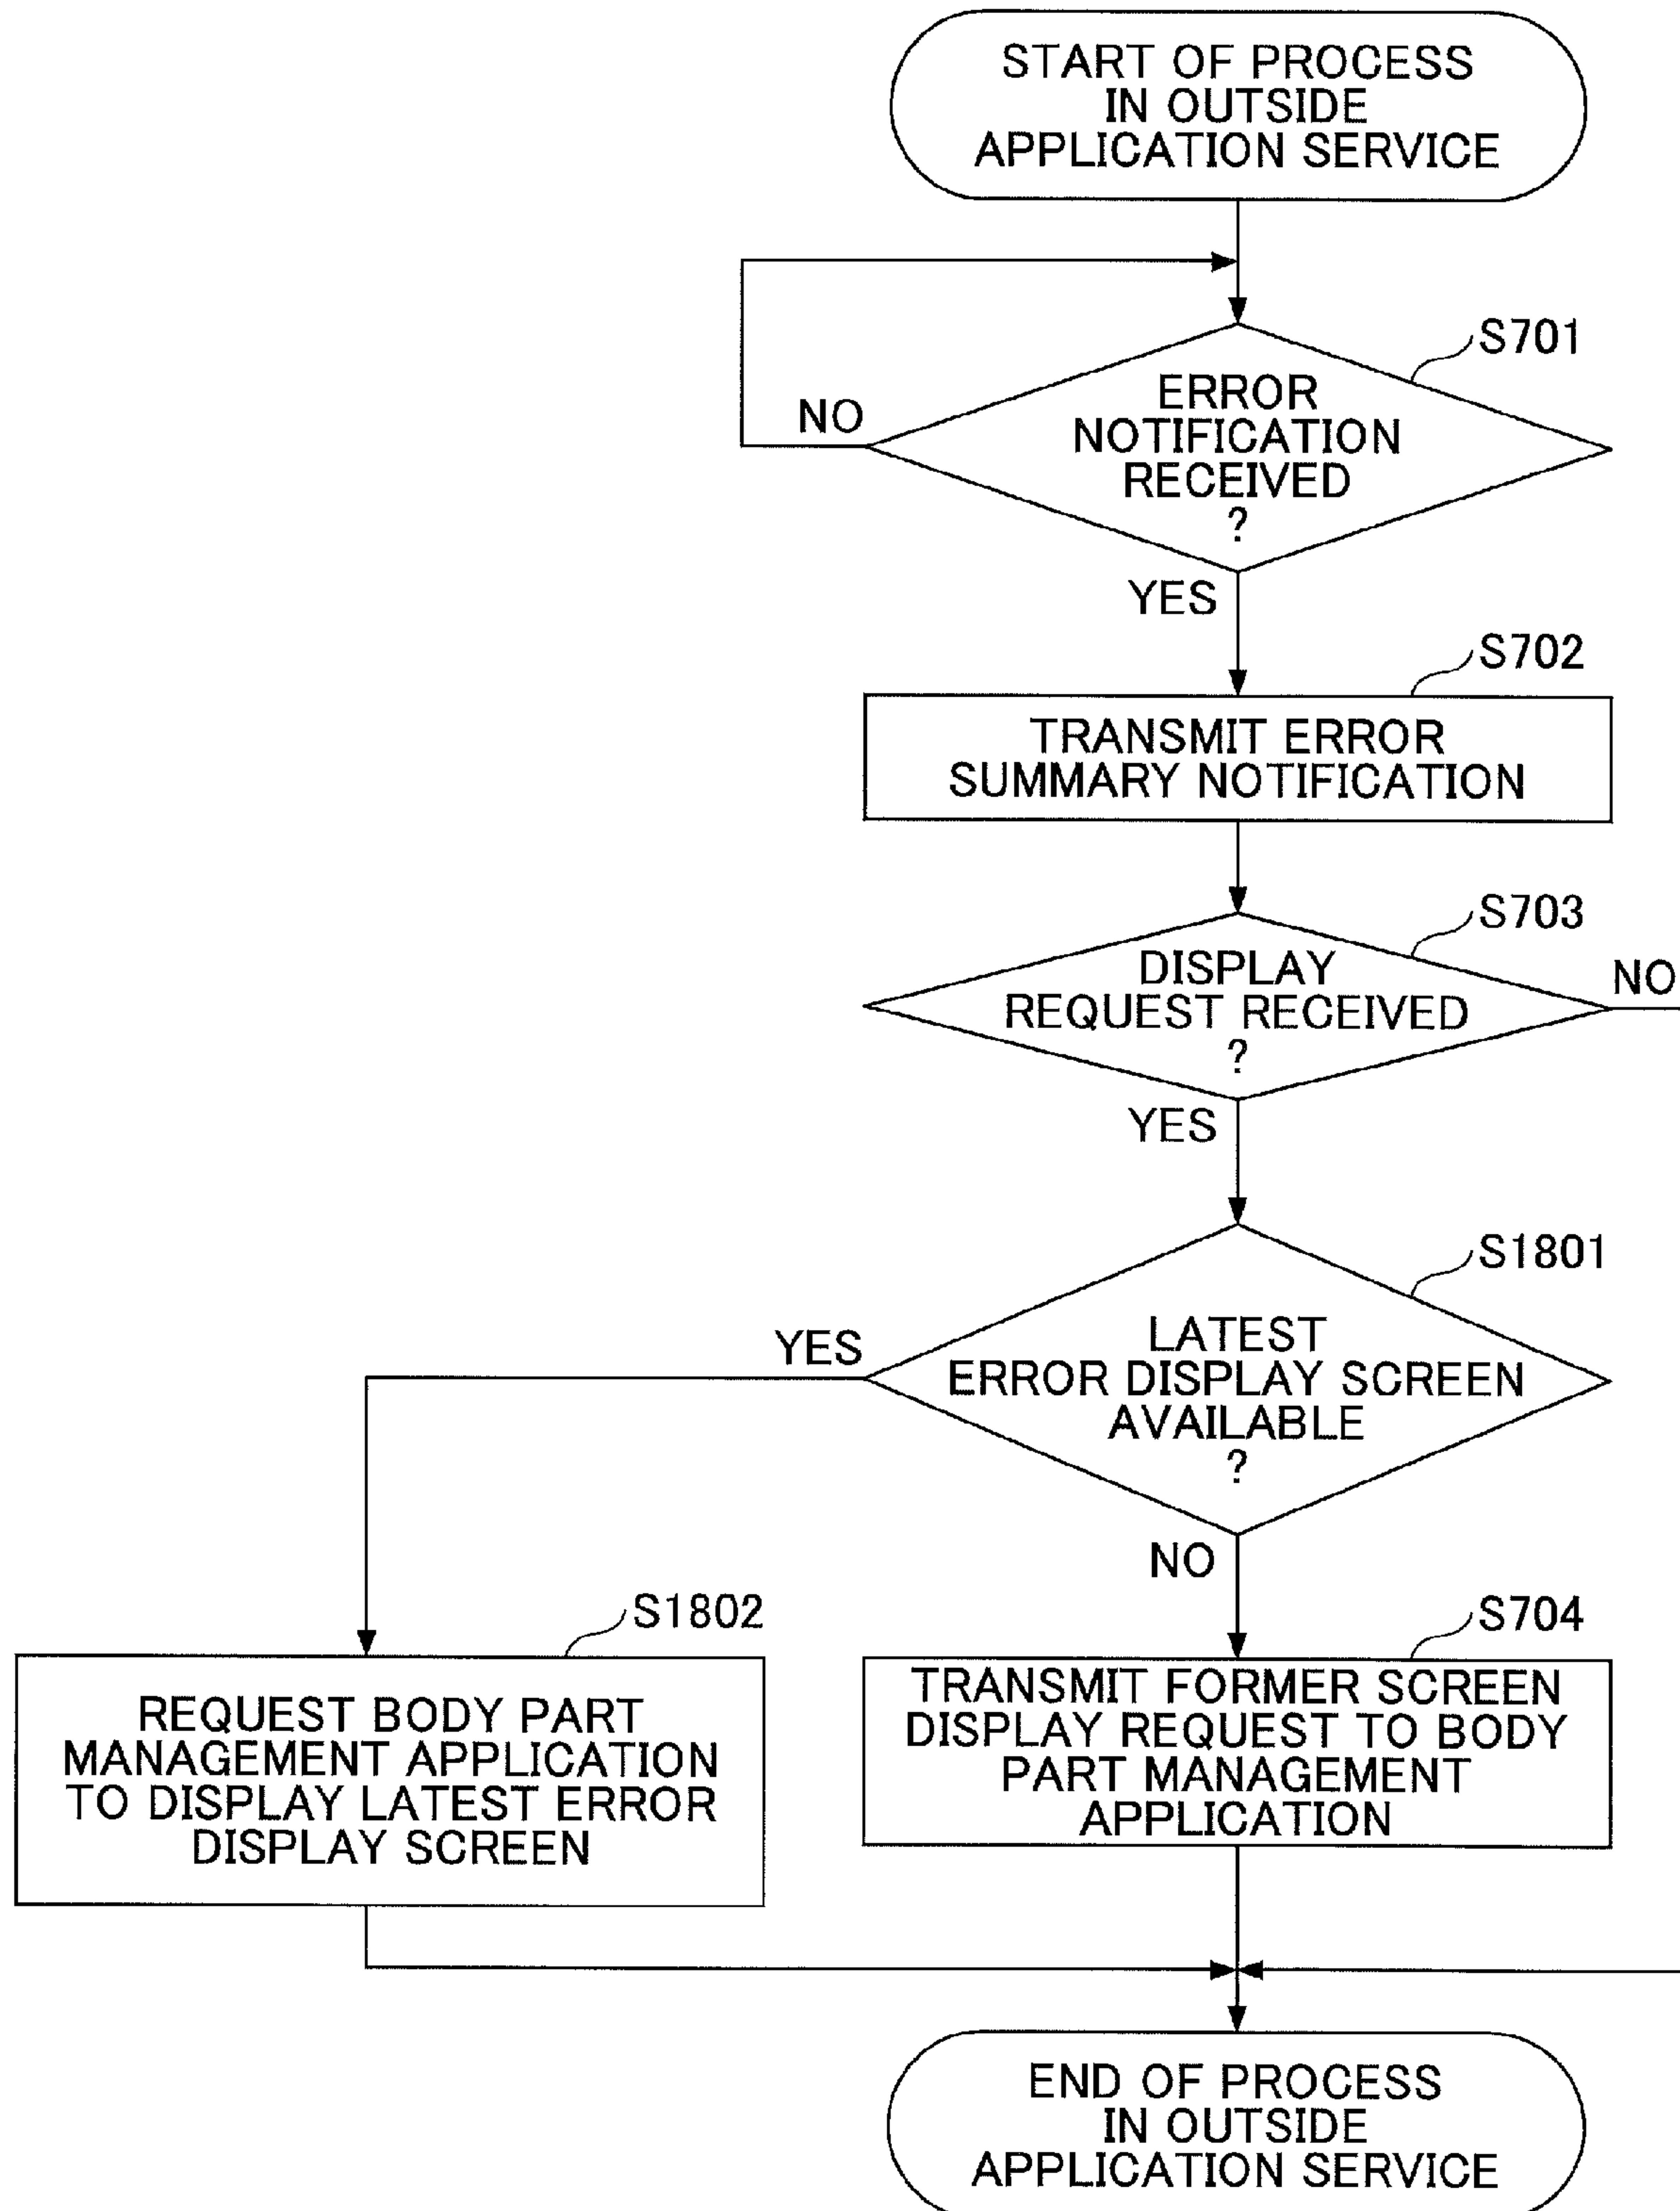 START OF PROCESS
IN OUTSIDE
APPLICATION SERVICE
S701
NO
ERROR
NOTIFICATION
RECEIVED
?
YES
S702
TRANSMIT ERROR
SUMMARY NOTIFICATION
S703
DISPLAY
REQUEST RECEIVED
?
NO
YES
S1801
YES
LATEST
ERROR DISPLAY SCREEN
AVAILABLE
?
NO
S1802
REQUEST BODY PART
MANAGEMENT APPLICATION
TO DISPLAY LATEST ERROR
DISPLAY SCREEN
S704
TRANSMIT FORMER SCREEN
DISPLAY REQUEST TO BODY
PART MANAGEMENT
APPLICATION
END OF PROCESS
IN OUTSIDE
APPLICATION SERVICE